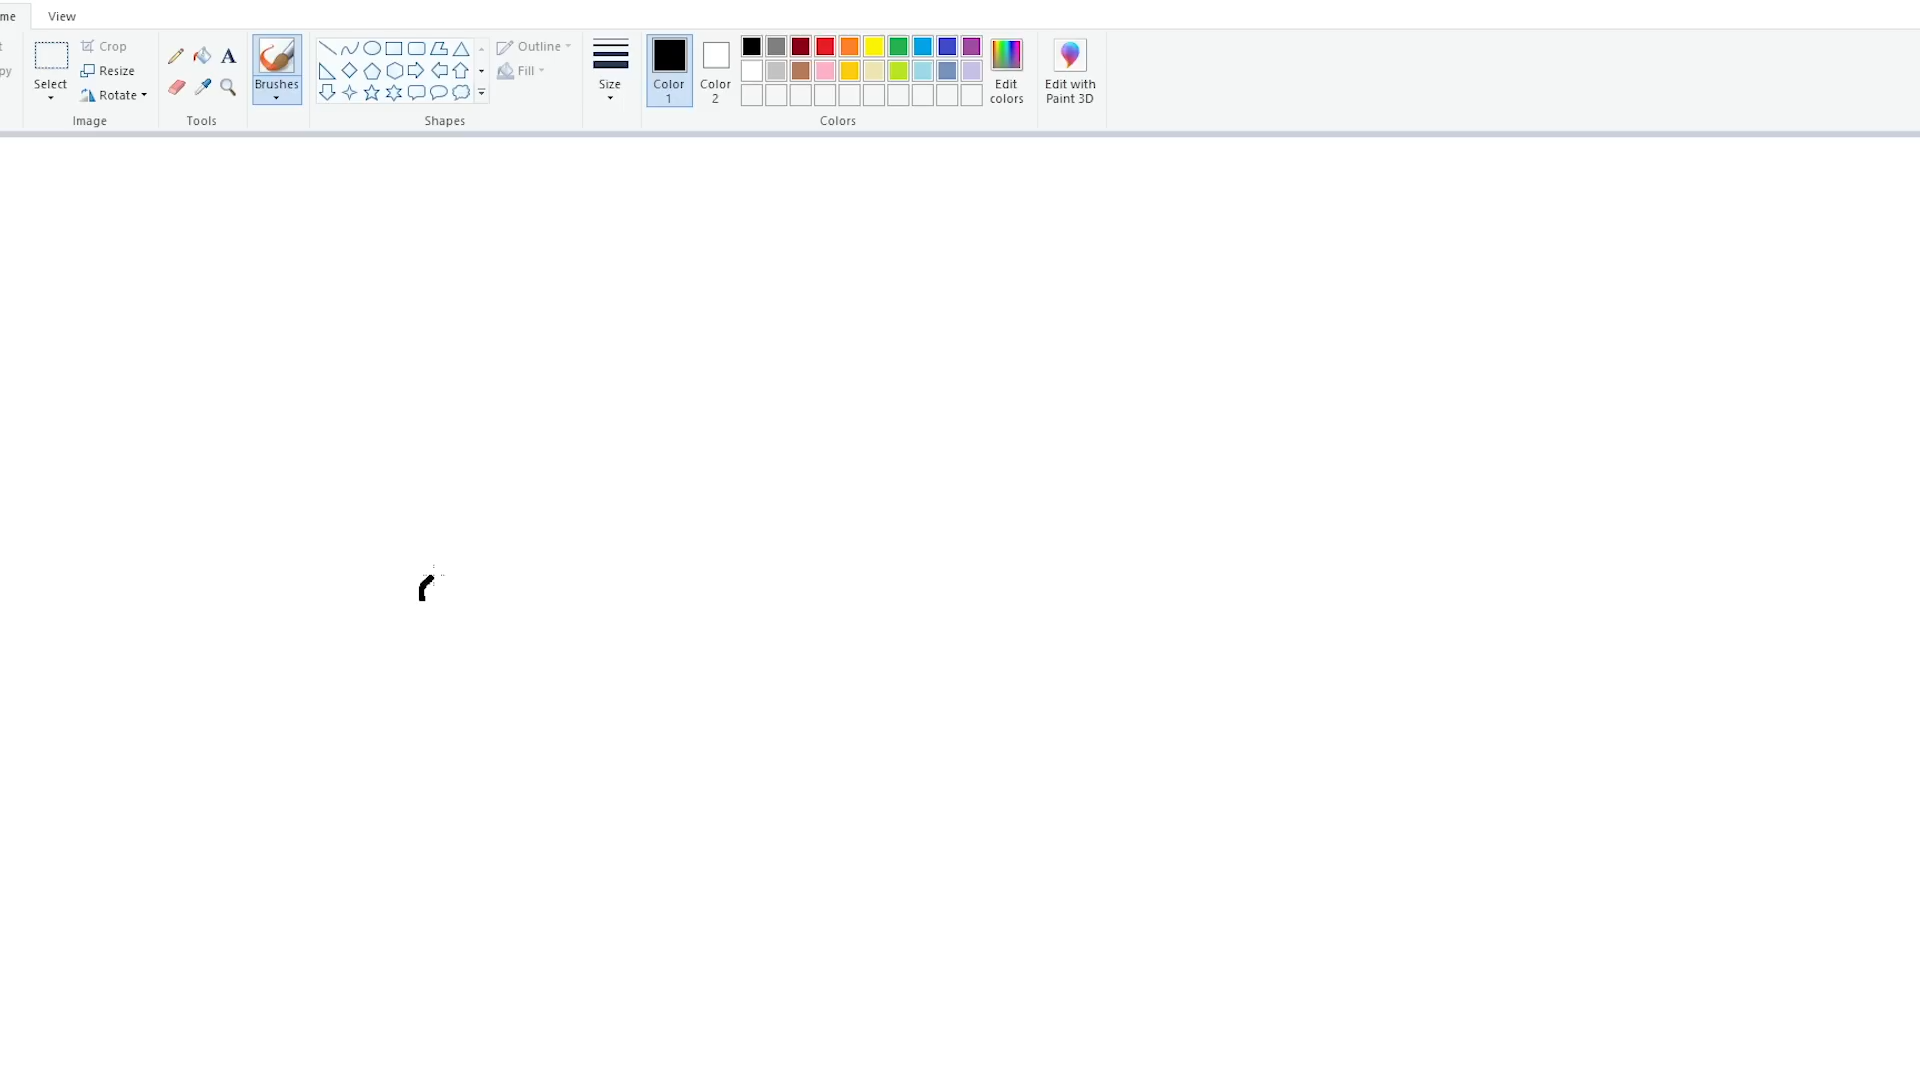 me View
t Crop Outline
py Resize Fill
Select Rotate Brushes Size Color 1 Color 2 Edit colors Edit with Paint 3D
Image Tools Shapes Colors